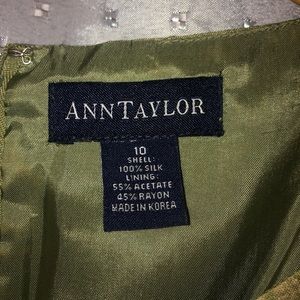 ANNTAYLOR
10
SHELL:
100% SILK
LINING:
55% ACETATE
45% RAYON
MADE IN KOREA